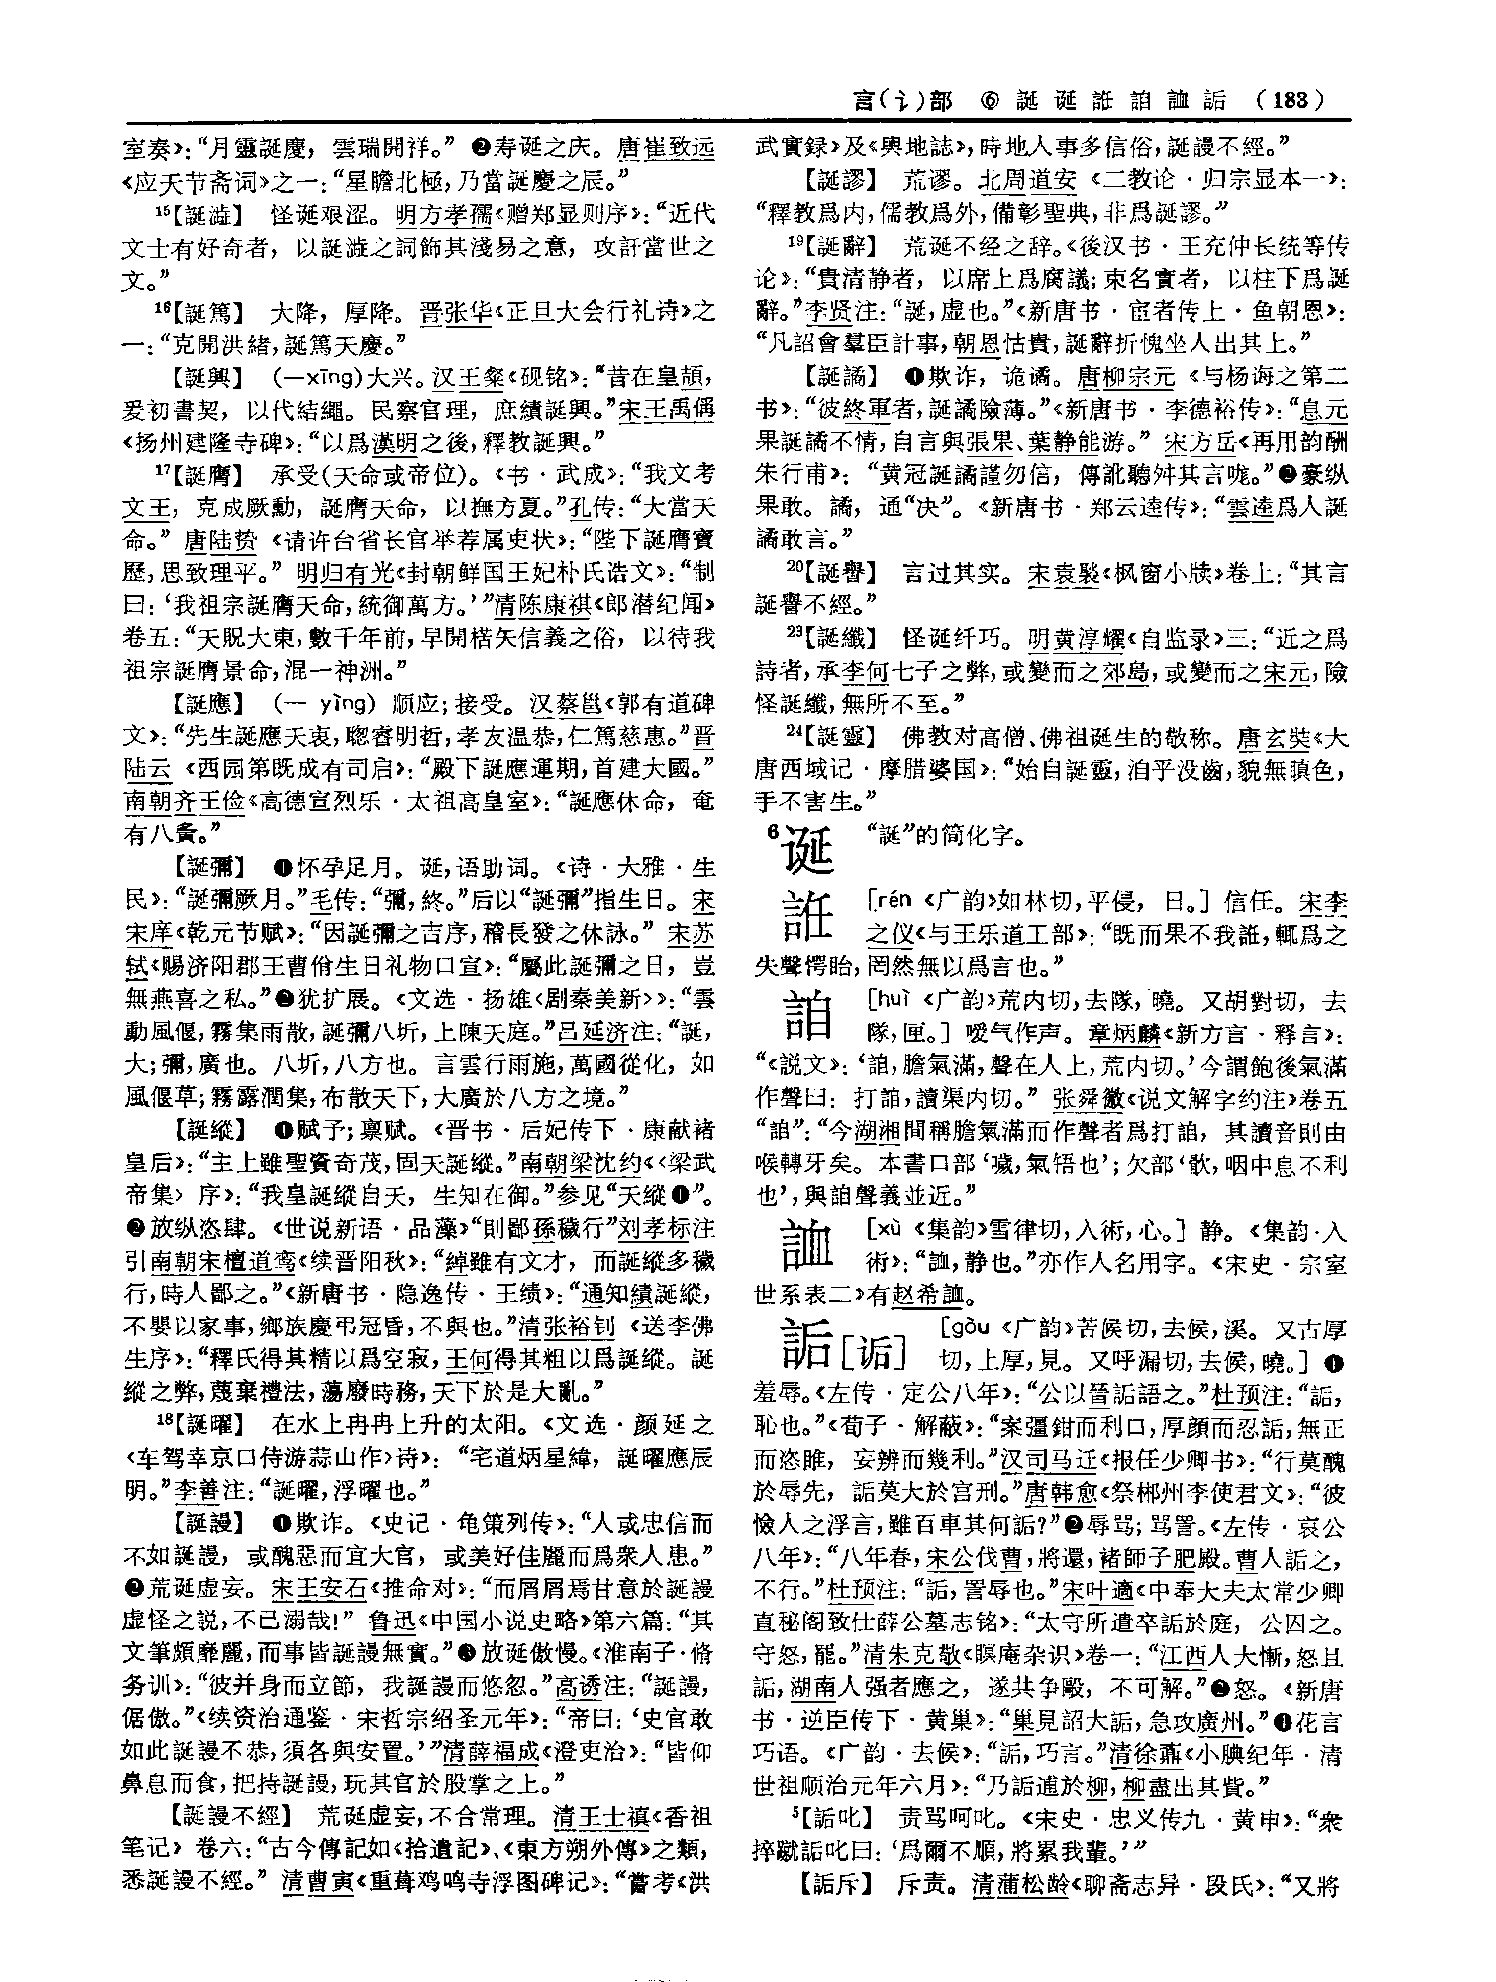 言(讠)部 ⑥ 誕 诞 託 詯 詸 詬 (183)
室奏》：“月靈誕慶，雲瑞開祥。”❷寿诞之庆。唐崔致远
《应天节斋词》之一：“星瞻北極，乃當誕慶之辰。”
¹⁵【誕澁】 怪诞艰涩。明方孝孺《赠郑显则序》：“近代
文士有好奇者，以誕澁之詞飾其淺易之意，攻訐當世之
文。”
¹⁶【誕篤】 大降，厚降。晋张华《正旦大会行礼诗》之
一：“克開洪緒，誕篤天慶。”
【誕興】 (—xīng)大兴。汉王粲《砚铭》：“昔在皇頡，
爰初書契，以代結繩。民察官理，庶績誕興。”宋王禹偁
《扬州建隆寺碑》：“以爲漢明之後，釋教誕興。”
¹⁷【誕膺】 承受(天命或帝位)。《书·武成》：“我文考
文王，克成厥勳，誕膺天命，以撫方夏。”孔传：“大當天
命。”唐陆贽《请许台省长官举荐属吏状》：“陛下誕膺寶
歷，思致理平。”明归有光《封朝鲜国王妃朴氏诰文》：“制
曰：‘我祖宗誕膺天命，統御萬方。’”清陈康祺《郎潜纪闻》
卷五：“天眖大東，數千年前，早開楛矢信義之俗，以待我
祖宗誕膺景命，混一神洲。”
【誕應】 (— yìng) 顺应；接受。汉蔡邕《郭有道碑
文》：“先生誕應天衷，聰睿明哲，孝友温恭，仁篤慈惠。”晋
陆云《西园第既成有司启》：“殿下誕應運期，首建大國。”
南朝齐王俭《高德宣烈乐·太祖高皇室》：“誕應休命，奄
有八夤。”
【誕彌】 ❶怀孕足月。诞，语助词。《诗·大雅·生
民》：“誕彌厥月。”毛传：“彌，終。”后以“誕彌”指生日。宋
宋庠《乾元节赋》：“因誕彌之吉序，稽長發之休詠。”宋苏
轼《赐济阳郡王曹佾生日礼物口宣》：“屬此誕彌之日，豈
無燕喜之私。”❷犹扩展。《文选·扬雄〈剧秦美新〉》：“雲
動風偃，霧集雨散，誕彌八圻，上陳天庭。”吕延济注：“誕，
大；彌，廣也。八圻，八方也。言雲行雨施，萬國從化，如
風偃草；霧露潤集，布散天下，大廣於八方之境。”
【誕縱】 ❶赋予；禀赋。《晋书·后妃传下·康献褚
皇后》：“主上雖聖資奇茂，固天誕縱。”南朝梁沈约《〈梁武
帝集〉序》：“我皇誕縱自天，生知在御。”参见“天縱❶”。
❷放纵恣肆。《世说新语·品藻》“則鄙孫穢行”刘孝标注
引南朝宋檀道鸾《续晋阳秋》：“綽雖有文才，而誕縱多穢
行，時人鄙之。”《新唐书·隐逸传·王绩》：“通知績誕縱，
不嬰以家事，鄉族慶弔冠昏，不與也。”清张裕钊《送李佛
生序》：“釋氏得其精以爲空寂，王何得其粗以爲誕縱。誕
縱之弊，蔑棄禮法，蕩廢時務，天下於是大亂。”
¹⁸【誕曜】 在水上冉冉上升的太阳。《文选·颜延之
〈车驾幸京口侍游蒜山作〉诗》：“宅道炳星緯，誕曜應辰
明。”李善注：“誕曜，浮曜也。”
【誕謾】 ❶欺诈。《史记·龟策列传》：“人或忠信而
不如誕謾，或醜惡而宜大官，或美好佳麗而爲衆人患。”
❷荒诞虚妄。宋王安石《推命对》：“而屑屑焉甘意於誕謾
虚怪之説，不已溺哉！”鲁迅《中国小说史略》第六篇：“其
文筆頗靡麗，而事皆誕謾無實。”❸放诞傲慢。《淮南子·脩
务训》：“彼并身而立節，我誕謾而悠忽。”高诱注：“誕謾，
倨傲。”《续资治通鉴·宋哲宗绍圣元年》：“帝曰：‘史官敢
如此誕謾不恭，須各與安置。’”清薛福成《澄吏治》：“皆仰
鼻息而食，把持誕謾，玩其官於股掌之上。”
【誕謾不經】 荒诞虚妄，不合常理。清王士禛《香祖
笔记》卷六：“古今傳記如《拾遺記》、《東方朔外傳》之類，
悉誕謾不經。”清曹寅《重葺鸡鸣寺浮图碑记》：“嘗考《洪
武實録》及《輿地誌》，時地人事多信俗，誕謾不經。”
【誕謬】 荒谬。北周道安《二教论·归宗显本一》：
“釋教爲内，儒教爲外，備彰聖典，非爲誕謬。”
¹⁹【誕辭】 荒诞不经之辞。《後汉书·王充仲长统等传
论》：“貴清静者，以席上爲腐議；束名實者，以柱下爲誕
辭。”李贤注：“誕，虚也。”《新唐书·宦者传上·鱼朝恩》：
“凡詔會羣臣計事，朝恩怙貴，誕辭折愧坐人出其上。”
【誕譎】 ❶欺诈，诡谲。唐柳宗元《与杨诲之第二
书》：“彼終軍者，誕譎險薄。”《新唐书·李德裕传》：“息元
果誕譎不情，自言與張果、葉静能游。”宋方岳《再用韵酬
朱行甫》：“黄冠誕譎謹勿信，傳訛聽舛其言哤。”❷豪纵
果敢。譎，通“决”。《新唐书·郑云逵传》：“雲逵爲人誕
譎敢言。”
²⁰【誕譽】 言过其实。宋袁褧《枫窗小牍》卷上：“其言
誕譽不經。”
²³【誕纖】 怪诞纤巧。明黄淳耀《自监录》三：“近之爲
詩者，承李何七子之弊，或變而之郊島，或變而之宋元，險
怪誕纖，無所不至。”
²⁴【誕靈】 佛教对高僧、佛祖诞生的敬称。唐玄奘《大
唐西域记·摩腊婆国》：“始自誕靈，洎乎没齒，貌無瞋色，
手不害生。”
⁶诞 “誕”的简化字。
䚾 [rén《广韵》如林切，平侵，日。] 信任。宋李
之仪《与王乐道工部》：“既而果不我䚾，輒爲之
失聲愕眙，罔然無以爲言也。”
詯 [huì《广韵》荒内切，去隊，曉。又胡對切，去
隊，匣。] 嗳气作声。章炳麟《新方言·释言》：
“《説文》：‘詯，膽氣滿，聲在人上，荒内切。’今謂飽後氣滿
作聲曰：打詯，讀渠内切。”张舜徽《说文解字约注》卷五
“詯”：“今湖湘間稱膽氣滿而作聲者爲打詯，其讀音則由
喉轉牙矣。本書口部‘噦，氣牾也’；欠部‘欭，咽中息不利
也’，與詯聲義並近。”
訹 [xù《集韵》雪律切，入術，心。] 静。《集韵·入
術》：“䛔，静也。”亦作人名用字。《宋史·宗室
世系表二》有赵希䛔。
詬[诟] [gòu《广韵》苦候切，去候，溪。又古厚
切，上厚，見。又呼漏切，去候，曉。] ❶
羞辱。《左传·定公八年》：“公以晉詬語之。”杜预注：“詬，
恥也。”《荀子·解蔽》：“案彊鉗而利口，厚顔而忍詬，無正
而恣睢，妄辨而幾利。”汉司马迁《报任少卿书》：“行莫醜
於辱先，詬莫大於宫刑。”唐韩愈《祭郴州李使君文》：“彼
憸人之浮言，雖百車其何詬？”❷辱骂；骂詈。《左传·哀公
八年》：“八年春，宋公伐曹，將還，褚師子肥殿。曹人詬之，
不行。”杜预注：“詬，詈辱也。”宋叶適《中奉大夫太常少卿
直秘阁致仕薛公墓志铭》：“太守所遣卒詬於庭，公囚之。
守怒，罷。”清朱克敬《瞑庵杂识》卷一：“江西人大慚，怒且
詬，湖南人强者應之，遂共争毆，不可解。”❸怒。《新唐
书·逆臣传下·黄巢》：“巢見詔大詬，急攻廣州。”❹花言
巧语。《广韵·去候》：“詬，巧言。”清徐鼒《小腆纪年·清
世祖顺治元年六月》：“乃詬逋於柳，柳盡出其貲。”
⁵【詬叱】 责骂呵叱。《宋史·忠义传九·黄申》：“衆
捽蹴詬叱曰：‘爲爾不順，將累我輩。’”
【詬斥】 斥责。清蒲松龄《聊斋志异·段氏》：“又將